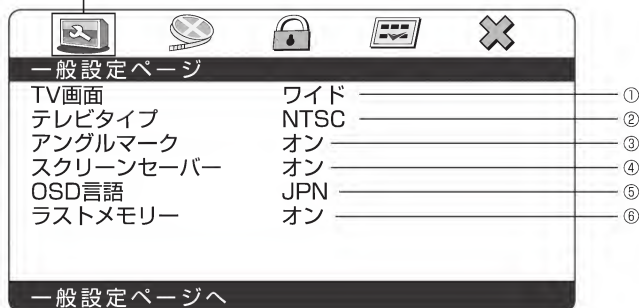 一般設定ページ
TV画面 ワイド ①
テレビタイプ NTSC ②
アングルマーク オン ③
スクリーンセーバー オン ④
OSD言語 JPN ⑤
ラストメモリー オン ⑥
一般設定ページへ